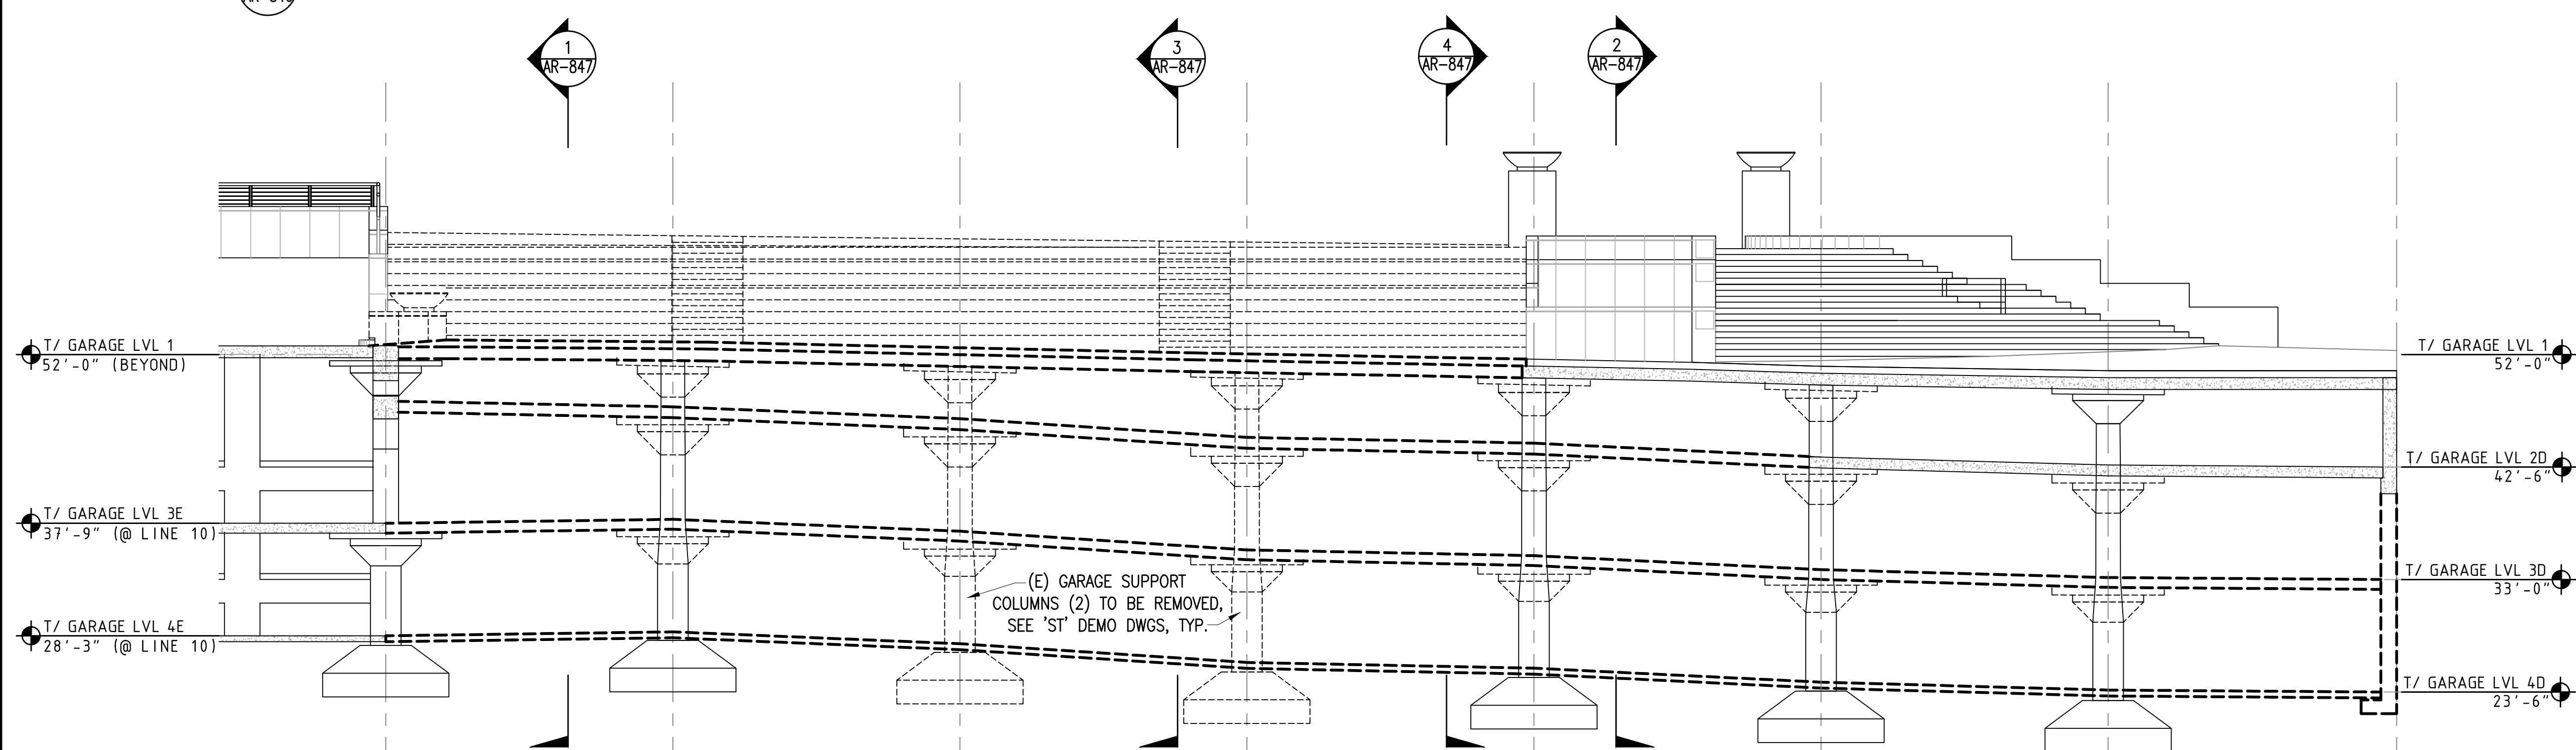 1
AR-847
3
AR-847
4
AR-847
2
AR-847
T/ GARAGE LVL 1
52'-0" (BEYOND)
T/ GARAGE LVL 1
52'-0"
T/ GARAGE LVL 2D
42'-6"
T/ GARAGE LVL 3E
37'-9" (@ LINE 10)
T/ GARAGE LVL 3D
33'-0"
(E) GARAGE SUPPORT
COLUMNS (2) TO BE REMOVED,
SEE 'ST' DEMO DWGS, TYP.
T/ GARAGE LVL 4E
28'-3" (@ LINE 10)
T/ GARAGE LVL 4D
23'-6"